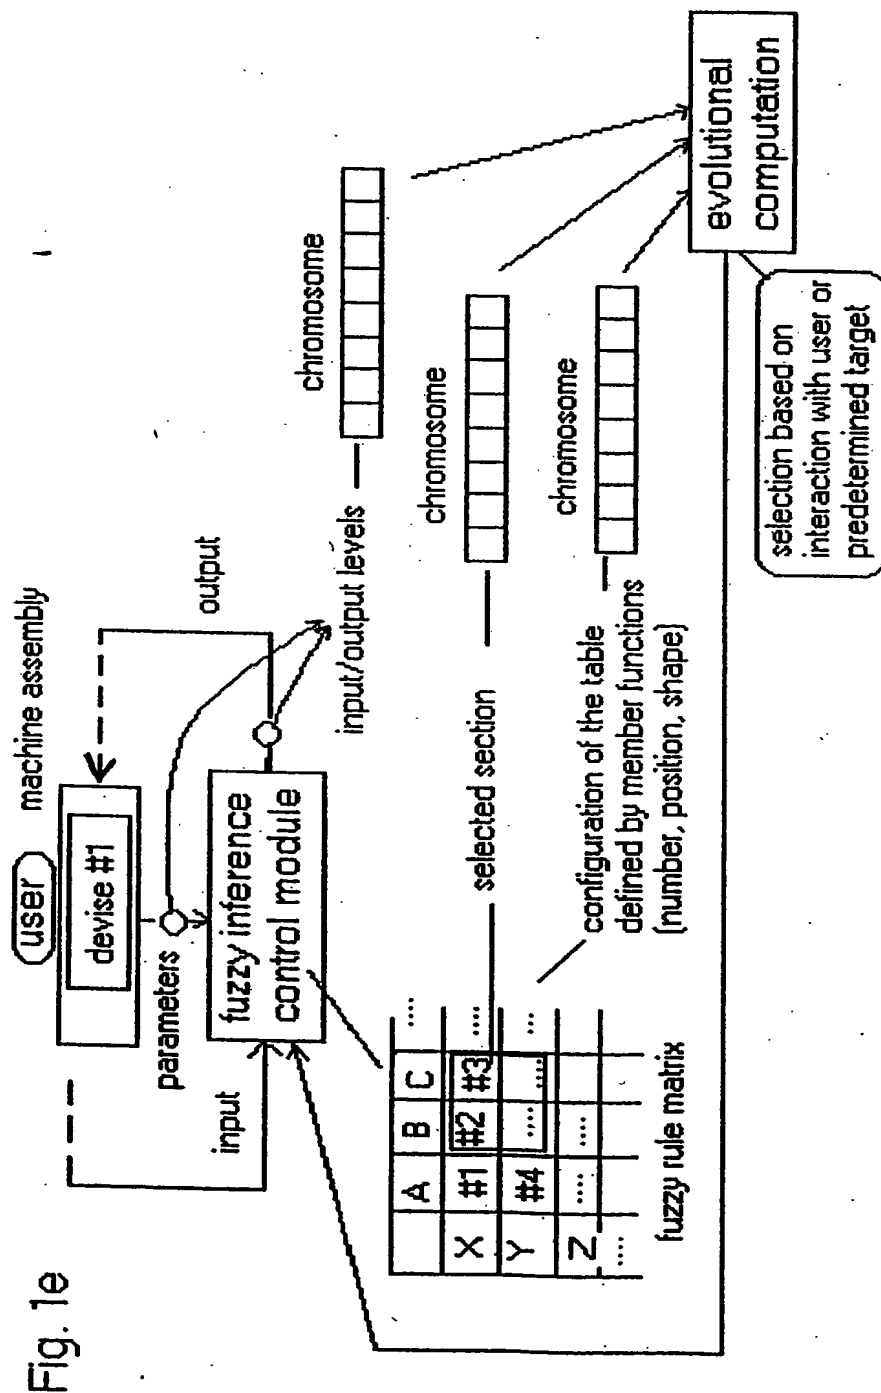 Fig. 1e
user
machine assembly
devise #1
parameters
input
output
fuzzy inference
control module
input/output levels
chromosome
A B C ....
X #1 #2 #3 ....
Y #4 .... .... ...
Z .... ....
....
fuzzy rule matrix
selected section
chromosome
configuration of the table
defined by member functions
(number, position, shape)
chromosome
evolutional
computation
selection based on
interaction with user or
predetermined target